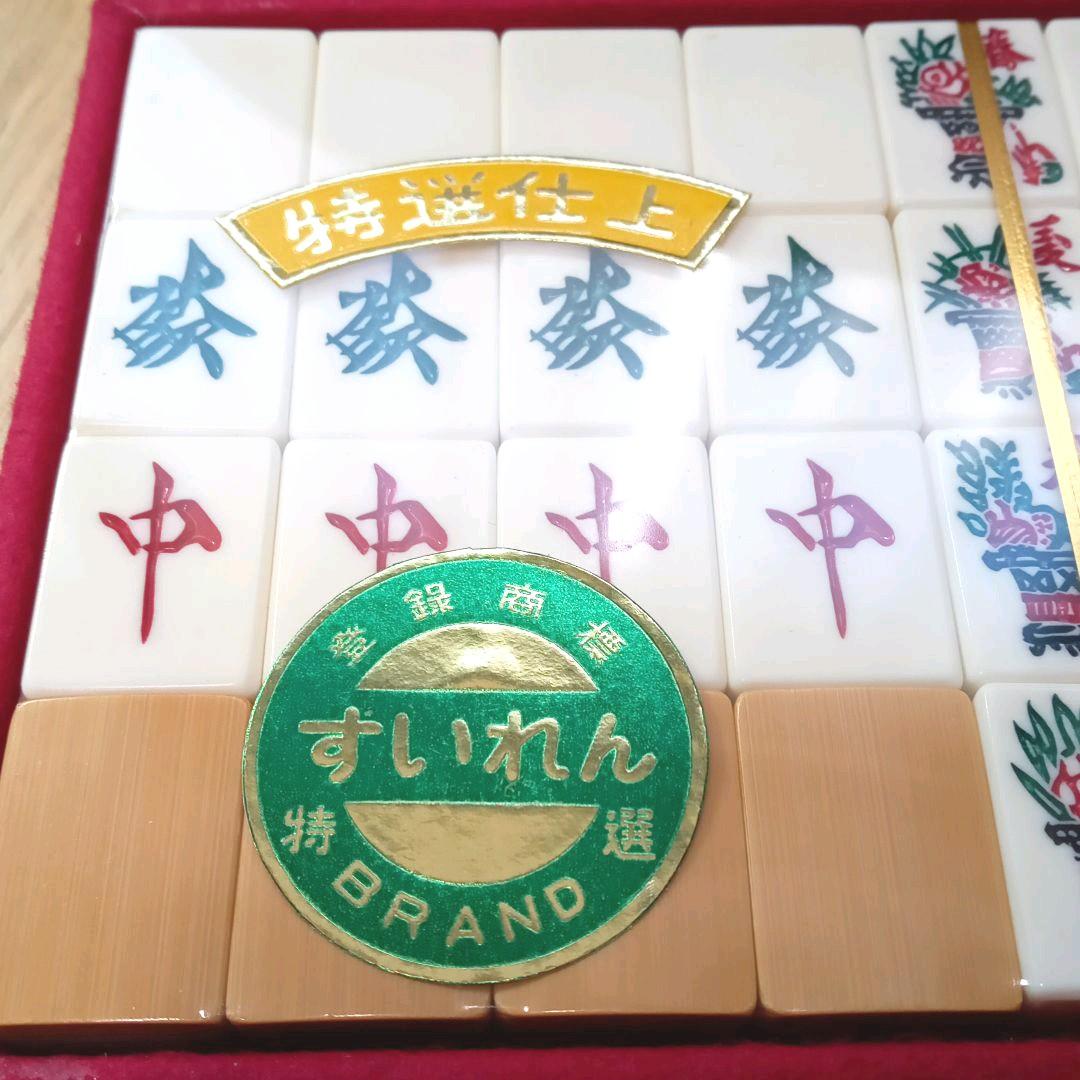 特選仕上
發 發 發 發
中 中 中 中
登録商標
すいれん
特選
BRAND